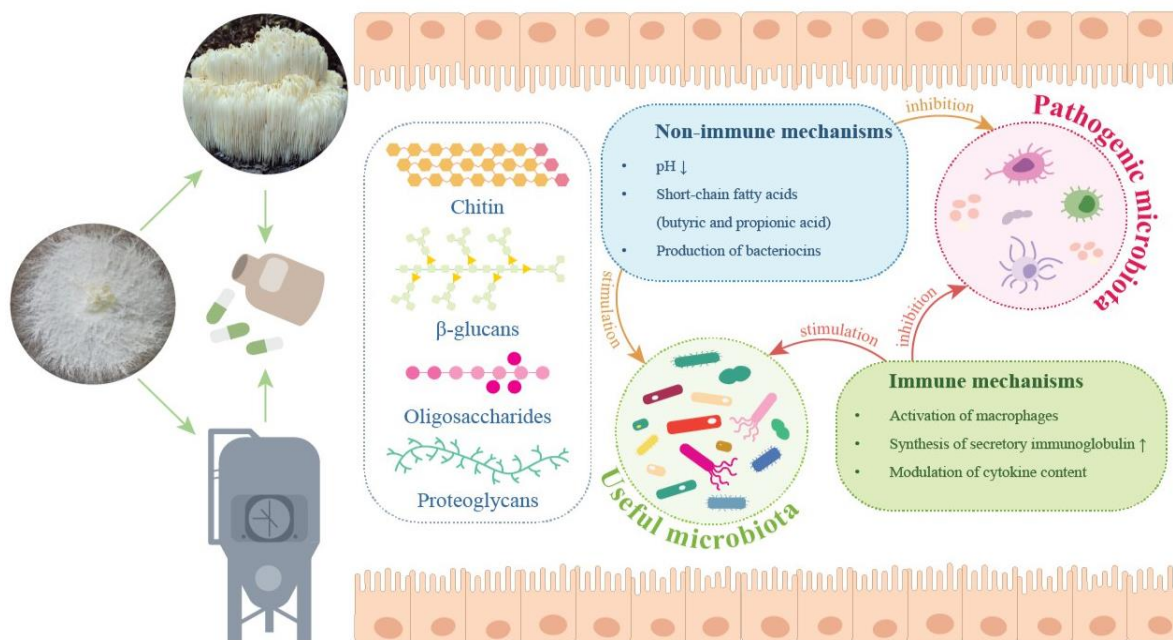 Chitin
β-glucans
Oligosaccharides
Proteoglycans
Non-immune mechanisms
• pH ↓
• Short-chain fatty acids
(butyric and propionic acid)
• Production of bacteriocins
inhibition
Pathogenic microbiota
stimulation
stimulation
inhibition
Useful microbiota
Immune mechanisms
• Activation of macrophages
• Synthesis of secretory immunoglobulin ↑
• Modulation of cytokine content